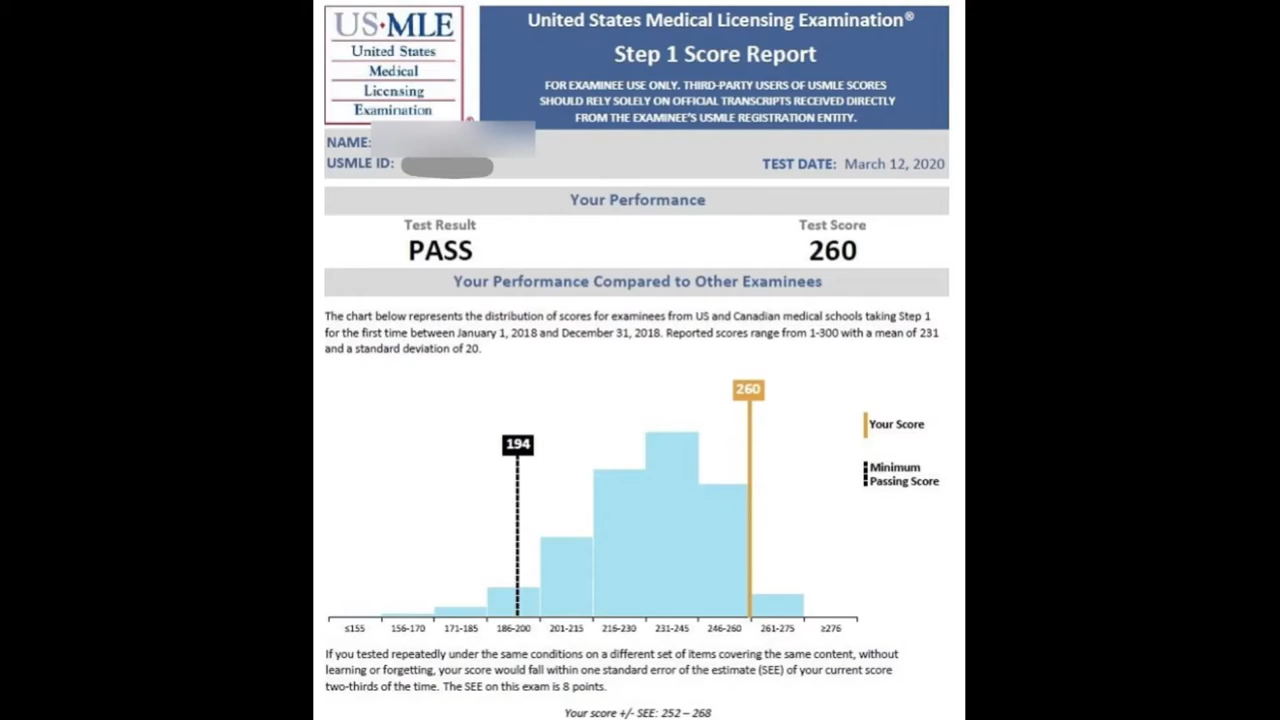 US·MLE
United States
Medical
Licensing
Examination
®
United States Medical Licensing Examination®
Step 1 Score Report
FOR EXAMINEE USE ONLY. THIRD-PARTY USERS OF USMLE SCORES
SHOULD RELY SOLELY ON OFFICIAL TRANSCRIPTS RECEIVED DIRECTLY
FROM THE EXAMINEE'S USMLE REGISTRATION ENTITY.
NAME:
USMLE ID:
TEST DATE: March 12, 2020
Your Performance
Test Result
Test Score
PASS
260
Your Performance Compared to Other Examinees
The chart below represents the distribution of scores for examinees from US and Canadian medical schools taking Step 1
for the first time between January 1, 2018 and December 31, 2018. Reported scores range from 1-300 with a mean of 231
and a standard deviation of 20.
260
194
Your Score
Minimum
Passing Score
≤155 156-170 171-185 186-200 201-215 216-230 231-245 246-260 261-275 ≥276
If you tested repeatedly under the same conditions on a different set of items covering the same content, without
learning or forgetting, your score would fall within one standard error of the estimate (SEE) of your current score
two-thirds of the time. The SEE on this exam is 8 points.
Your score +/- SEE: 252 – 268